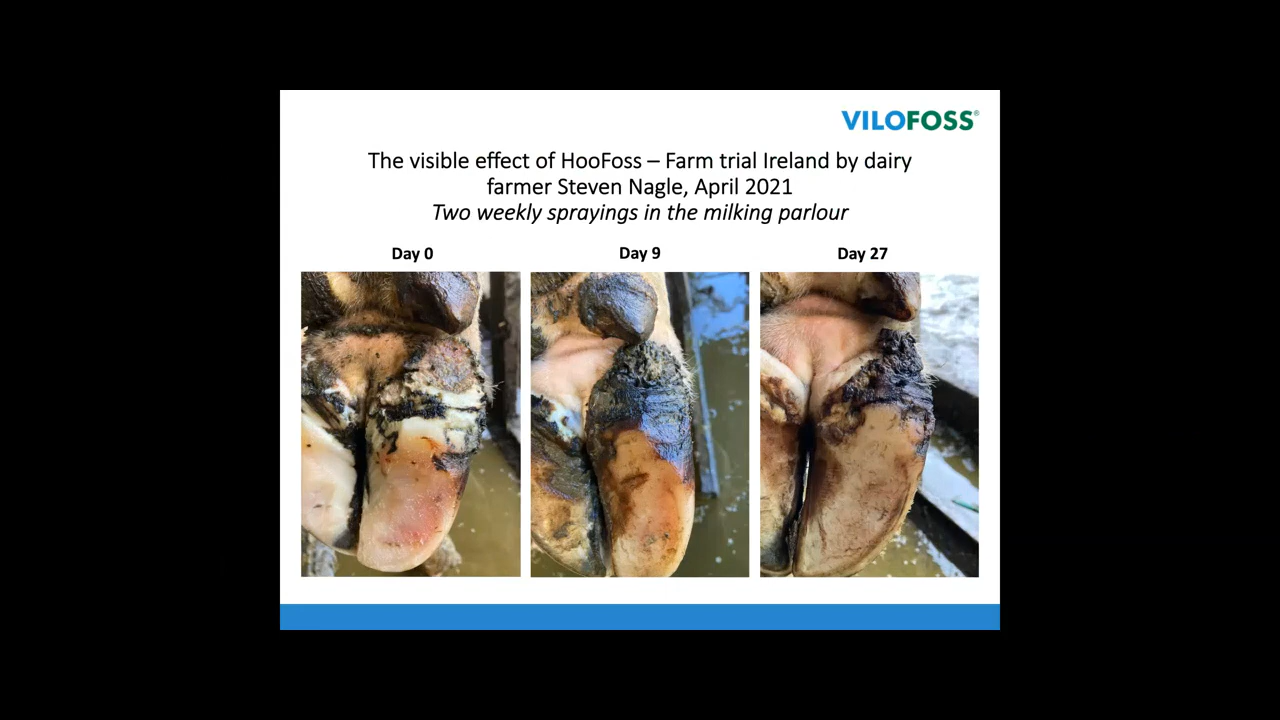 VILOFOSS®
The visible effect of HooFoss – Farm trial Ireland by dairy
farmer Steven Nagle, April 2021
Two weekly sprayings in the milking parlour
Day 0
Day 9
Day 27